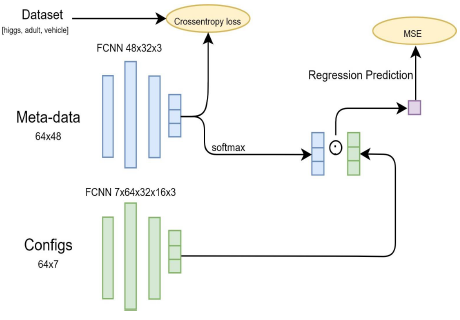 Dataset
[higgs, adult, vehicle]
Crossentropy loss
MSE
FCNN 48x32x3
Regression Prediction
Meta-data
64x48
softmax
FCNN 7x64x32x16x3
Configs
64x7